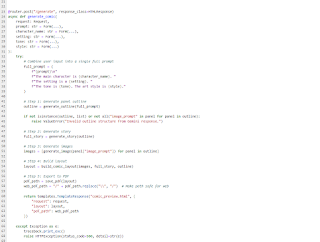 @router.post("/generate", response_class=HTMLResponse)
async def generate_comic(
request: Request,
prompt: str = Form(...),
character_name: str = Form(...),
setting: str = Form(...),
tone: str = Form(...),
style: str = Form(...)
):
try:
# Combine user input into a single full prompt
full_prompt = (
f"{prompt}\n"
f"The main character is {character_name}. "
f"The setting is a {setting}. "
f"The tone is {tone}. The art style is {style}."
)
# Step 1: Generate panel outline
outline = generate_outline(full_prompt)
if not isinstance(outline, list) or not all("image_prompt" in panel for panel in outline):
raise ValueError("Invalid outline structure from Gemini response.")
# Step 2: Generate story
full_story = generate_story(outline)
# Step 3: Generate images
images = [generate_image(panel["image_prompt"]) for panel in outline]
# Step 4: Build layout
layout = build_comic_layout(images, full_story, outline)
# Step 5: Export to PDF
pdf_path = save_pdf(layout)
web_pdf_path = "/" + pdf_path.replace("\\", "/") # Make path safe for web
return templates.TemplateResponse("comic_preview.html", {
"request": request,
"layout": layout,
"pdf_path": web_pdf_path
})
except Exception as e:
traceback.print_exc()
raise HTTPException(status_code=500, detail=str(e))